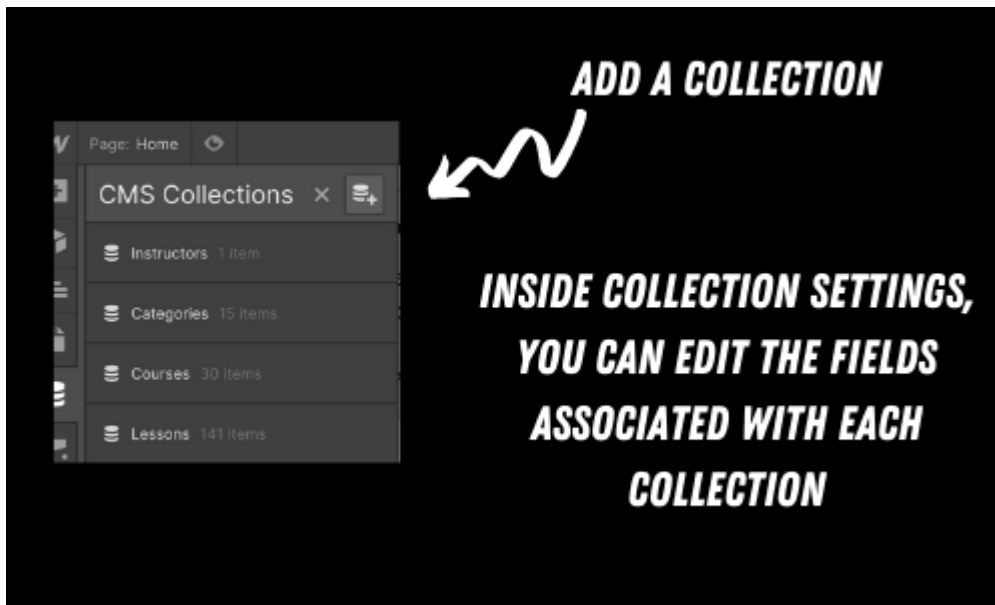 ADD A COLLECTION
Page: Home
CMS Collections
Instructors 1 item
Categories 15 items
Courses 30 items
Lessons 141 items
INSIDE COLLECTION SETTINGS,
YOU CAN EDIT THE FIELDS
ASSOCIATED WITH EACH
COLLECTION